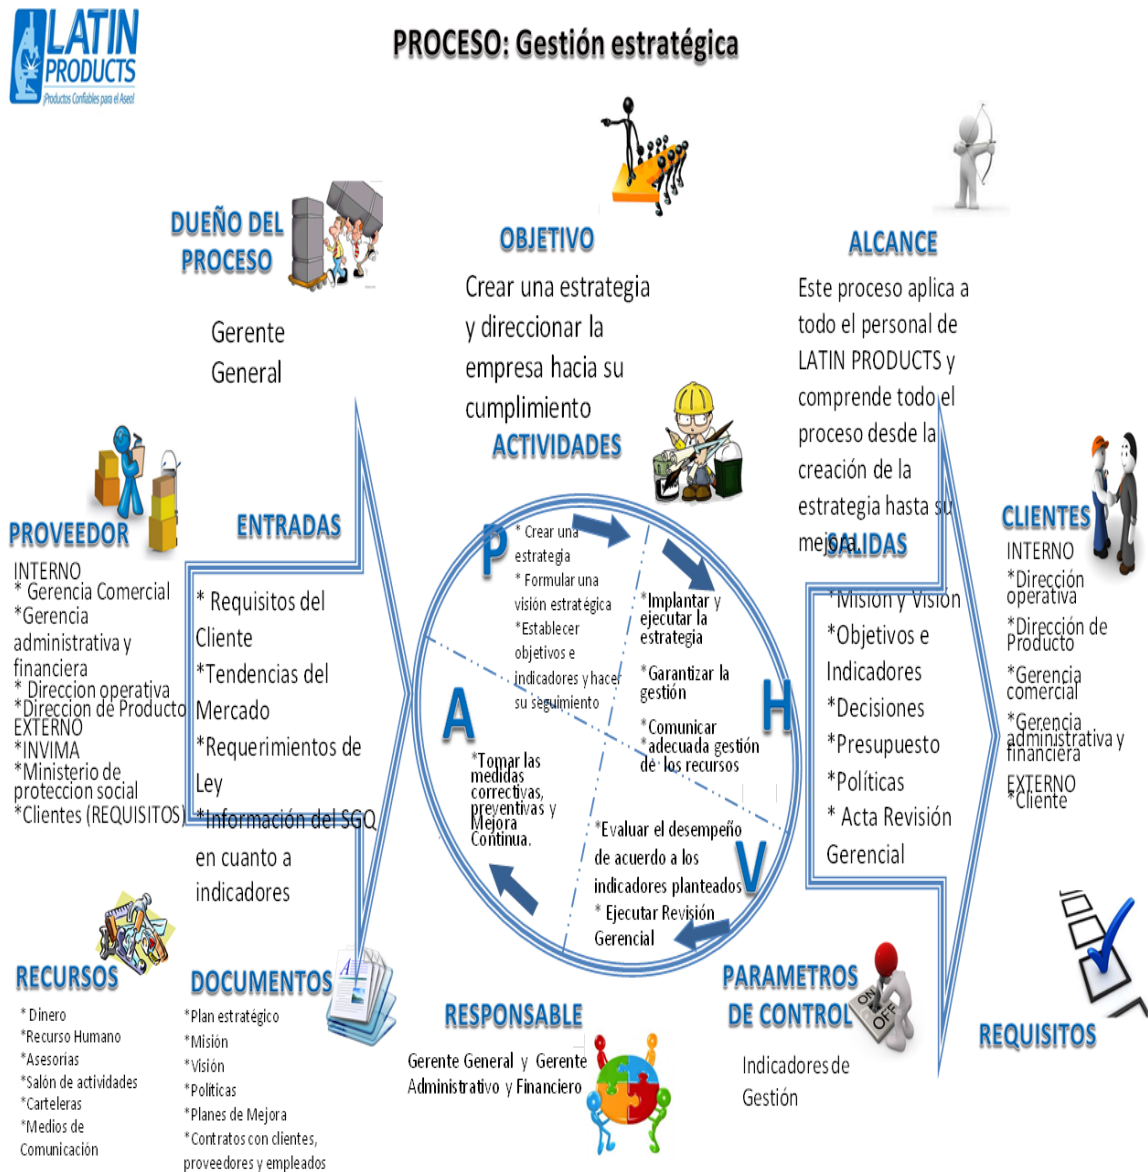 LATIN
PRODUCTS
¡Productos Confiables para el Aseo!
PROCESO: Gestión estratégica
DUEÑO DEL
PROCESO
Gerente
General
OBJETIVO
Crear una estrategia
y direccionar la
empresa hacia su
cumplimiento
ALCANCE
Este proceso aplica a
todo el personal de
LATIN PRODUCTS y
comprende todo el
proceso desde la
creación de la
estrategia hasta su
mejora.
PROVEEDOR
INTERNO
* Gerencia Comercial
*Gerencia
administrativa y
financiera
* Direccion operativa
*Direccion de Producto
EXTERNO
*INVIMA
*Ministerio de
proteccion social
*Clientes (REQUISITOS)
ENTRADAS
* Requisitos del
Cliente
*Tendencias del
Mercado
*Requerimientos de
Ley
*Información del SGQ
en cuanto a
indicadores
ACTIVIDADES
P
* Crear una
estrategia
* Formular una
visión estratégica
*Establecer
objetivos e
indicadores y hacer
su seguimiento
H
*Implantar y
ejecutar la
estrategia
*Garantizar la
gestión
*Comunicar
*adecuada gestión
de los recursos
A
*Tomar las
medidas
correctivas,
preventivas y
Mejora
Continua.
V
*Evaluar el desempeño
de acuerdo a los
indicadores planteados
* Ejecutar Revisión
Gerencial
SALIDAS
*Misión y Visión
*Objetivos e
Indicadores
*Decisiones
*Presupuesto
*Políticas
* Acta Revisión
Gerencial
CLIENTES
INTERNO
*Dirección
operativa
*Dirección de
Producto
*Gerencia
comercial
*Gerencia
administrativa y
financiera
EXTERNO
*Cliente
RECURSOS
* Dinero
*Recurso Humano
*Asesorías
*Salón de actividades
*Carteleras
*Medios de
Comunicación
DOCUMENTOS
*Plan estratégico
*Misión
*Visión
*Políticas
*Planes de Mejora
*Contratos con clientes,
proveedores y empleados
RESPONSABLE
Gerente General y Gerente
Administrativo y Financiero
PARAMETROS
DE CONTROL
ON
OFF
Indicadores de
Gestión
REQUISITOS